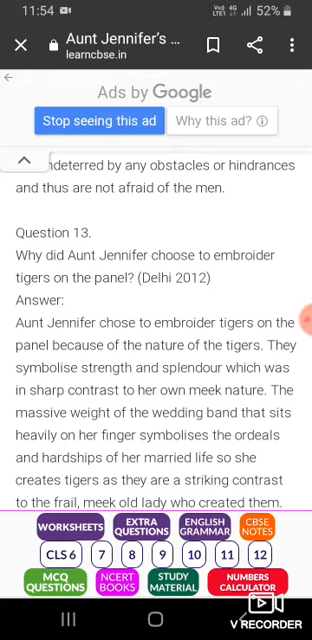 11:54
Vo)) LTE1 4G 52%
Aunt Jennifer's ...
learncbse.in
Ads by Google
Stop seeing this ad
Why this ad?
ndeterred by any obstacles or hindrances
and thus are not afraid of the men.
Question 13.
Why did Aunt Jennifer choose to embroider
tigers on the panel? (Delhi 2012)
Answer:
Aunt Jennifer chose to embroider tigers on the
panel because of the nature of the tigers. They
symbolise strength and splendour which was
in sharp contrast to her own meek nature. The
massive weight of the wedding band that sits
heavily on her finger symbolises the ordeals
and hardships of her married life so she
creates tigers as they are a striking contrast
to the frail, meek old lady who created them.
WORKSHEETS EXTRA QUESTIONS ENGLISH GRAMMAR CBSE NOTES
CLS 6 7 8 9 10 11 12
MCQ QUESTIONS NCERT BOOKS STUDY MATERIAL NUMBERS CALCULATOR
V RECORDER